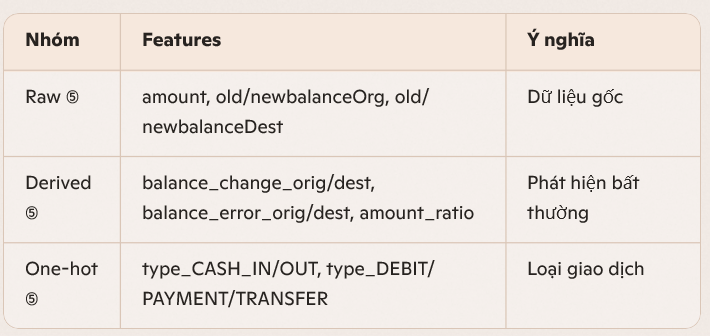 Nhóm Features Ý nghĩa
Raw ⑤ amount, old/newbalanceOrg, old/ Dữ liệu gốc
newbalanceDest
Derived balance_change_orig/dest, Phát hiện bất
⑤ balance_error_orig/dest, amount_ratio thường
One-hot type_CASH_IN/OUT, type_DEBIT/ Loại giao dịch
⑤ PAYMENT/TRANSFER